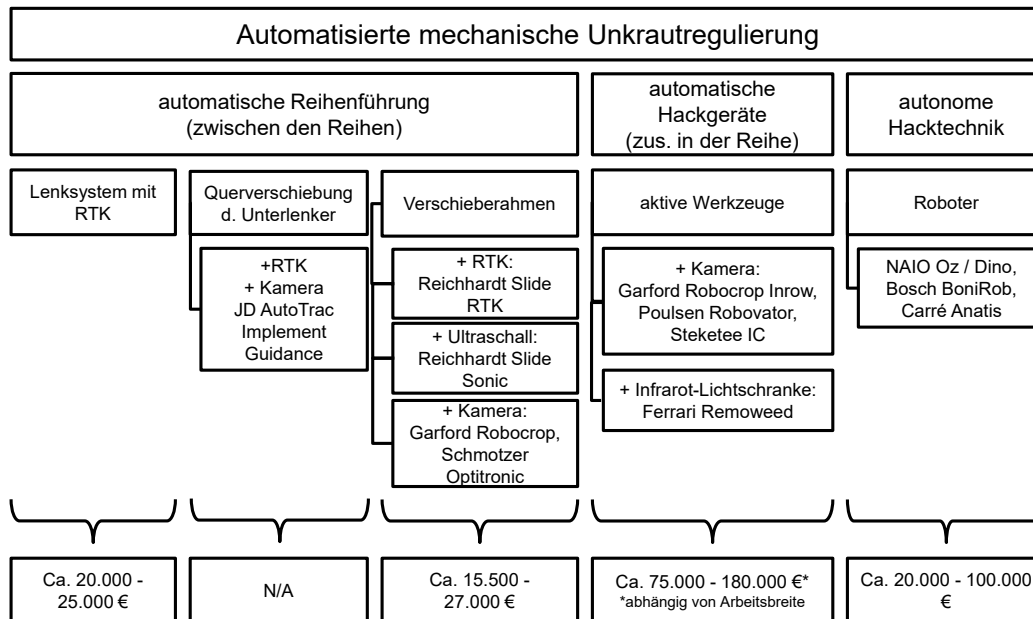 Automatisierte mechanische Unkrautregulierung
automatische Reihenführung
(zwischen den Reihen)
automatische
Hackgeräte
(zus. in der Reihe)
autonome
Hacktechnik
Lenksystem mit
RTK
Querverschiebung
d. Unterlenker
Verschieberahmen
aktive Werkzeuge
Roboter
+RTK
+ Kamera
JD AutoTrac
Implement
Guidance
+ RTK:
Reichhardt Slide
RTK
+ Ultraschall:
Reichhardt Slide
Sonic
+ Kamera:
Garford Robocrop,
Schmotzer
Optitronic
+ Kamera:
Garford Robocrop Inrow,
Poulsen Robovator,
Steketee IC
+ Infrarot-Lichtschranke:
Ferrari Remoweed
NAIO Oz / Dino,
Bosch BoniRob,
Carré Anatis
Ca. 20.000 -
25.000 €
N/A
Ca. 15.500 -
27.000 €
Ca. 75.000 - 180.000 €*
*abhängig von Arbeitsbreite
Ca. 20.000 - 100.000
€